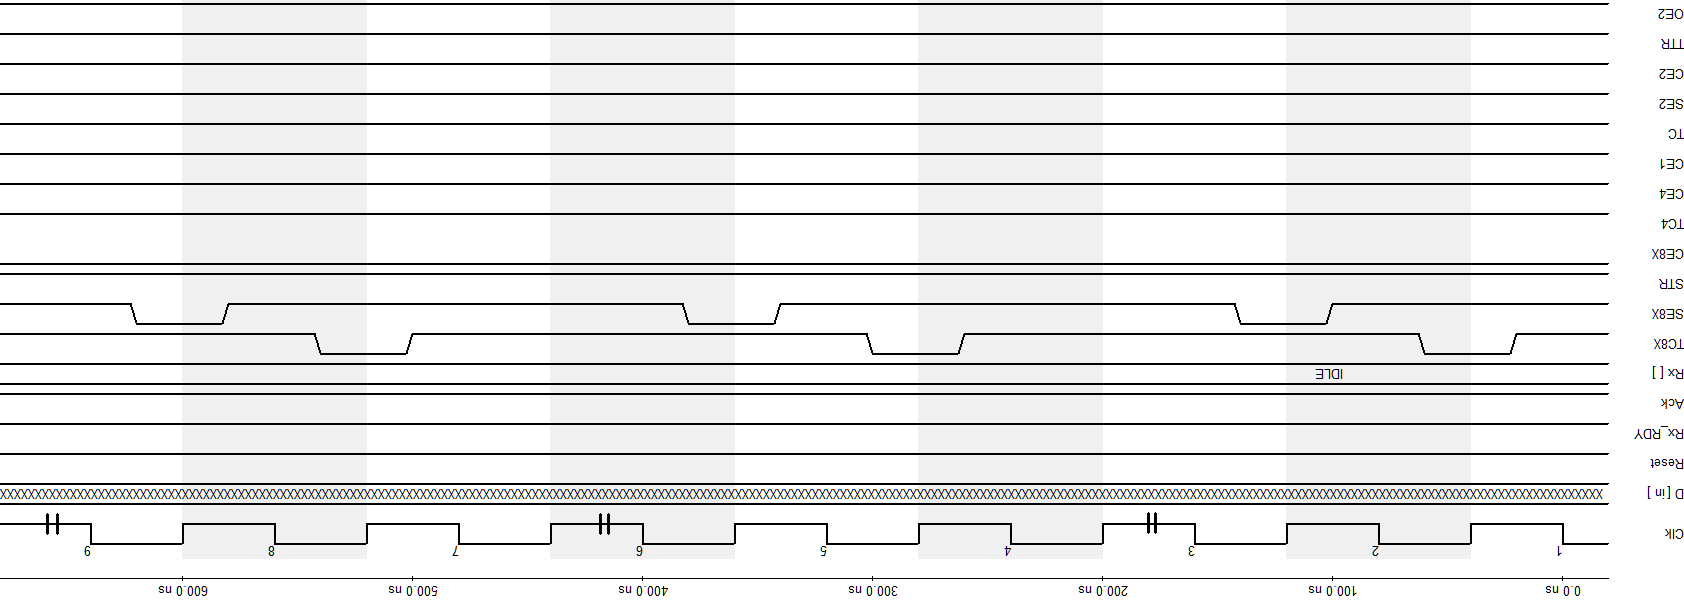 0.0 ns 100.0 ns 200.0 ns 300.0 ns 400.0 ns 500.0 ns 600.0 ns
1 2 3 4 5 6 7 8 9
Clk
D [in ]
Reset
Rx_RDY
Ack
Rx [ ] IDLE
TC8X
SE8X
STR
CE8X
TC4
CE4
CE1
TC
SE2
CE2
TTR
OE2